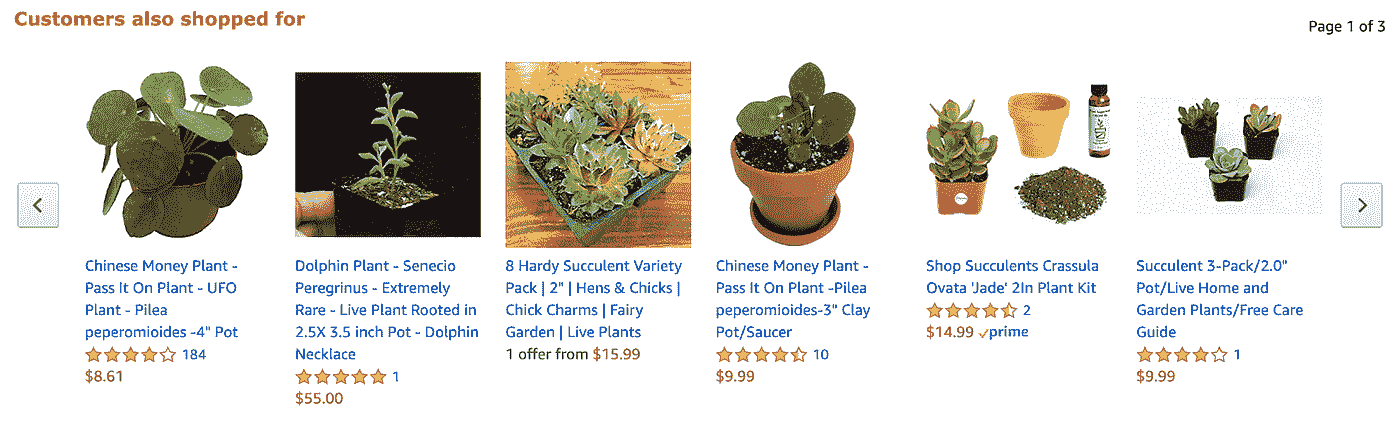 Customers also shopped for
Page 1 of 3
Chinese Money Plant -
Pass It On Plant - UFO
Plant - Pilea
peperomioides -4" Pot
184
$8.61
Dolphin Plant - Senecio
Peregrinus - Extremely
Rare - Live Plant Rooted in
2.5X 3.5 inch Pot - Dolphin
Necklace
1
$55.00
8 Hardy Succulent Variety
Pack | 2" | Hens & Chicks |
Chick Charms | Fairy
Garden | Live Plants
1 offer from $15.99
Chinese Money Plant -
Pass It On Plant -Pilea
peperomioides-3" Clay
Pot/Saucer
10
$9.99
Shop Succulents Crassula
Ovata 'Jade' 2In Plant Kit
2
$14.99 prime
Succulent 3-Pack/2.0"
Pot/Live Home and
Garden Plants/Free Care
Guide
1
$9.99